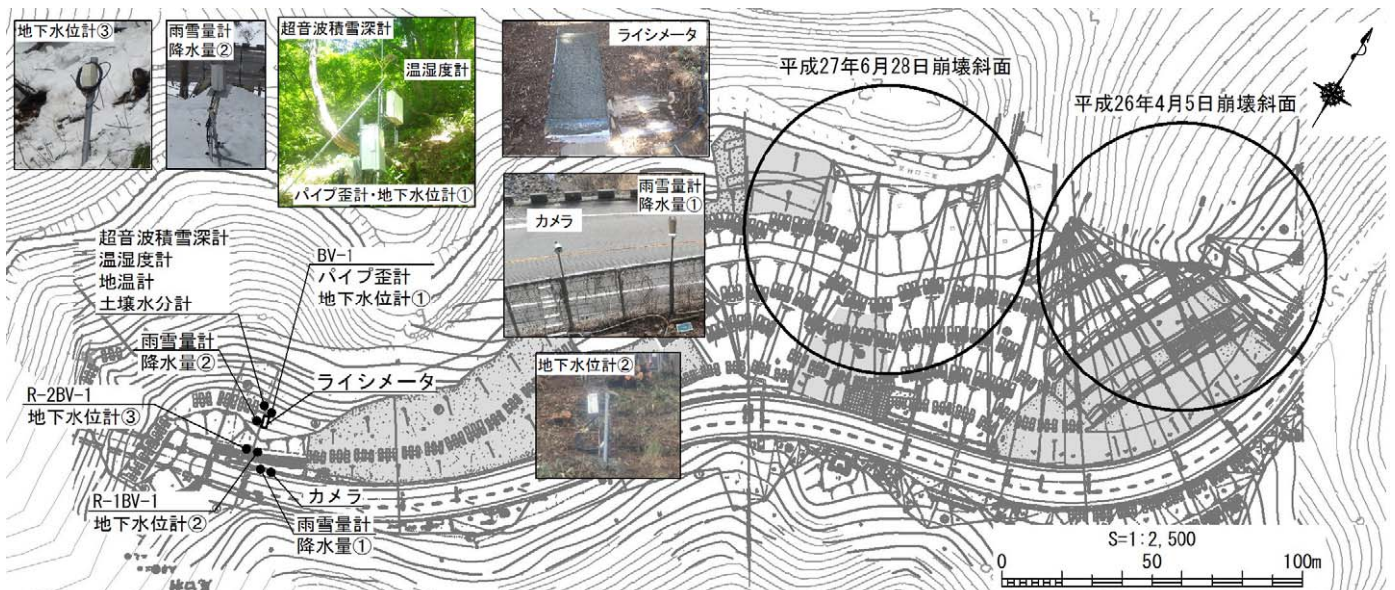 地下水位計③
雨雪量計
降水量②
超音波積雪深計
温湿度計
パイプ歪計・地下水位計①
ライシメータ
カメラ
雨雪量計
降水量①
地下水位計②
平成27年6月28日崩壊斜面
平成26年4月5日崩壊斜面
超音波積雪深計
温湿度計
地温計
土壌水分計
BV-1
パイプ歪計
地下水位計①
雨雪量計
降水量②
ライシメータ
R-2BV-1
地下水位計③
R-1BV-1
地下水位計②
カメラ
雨雪量計
降水量①
S=1:2,500
0 50 100m